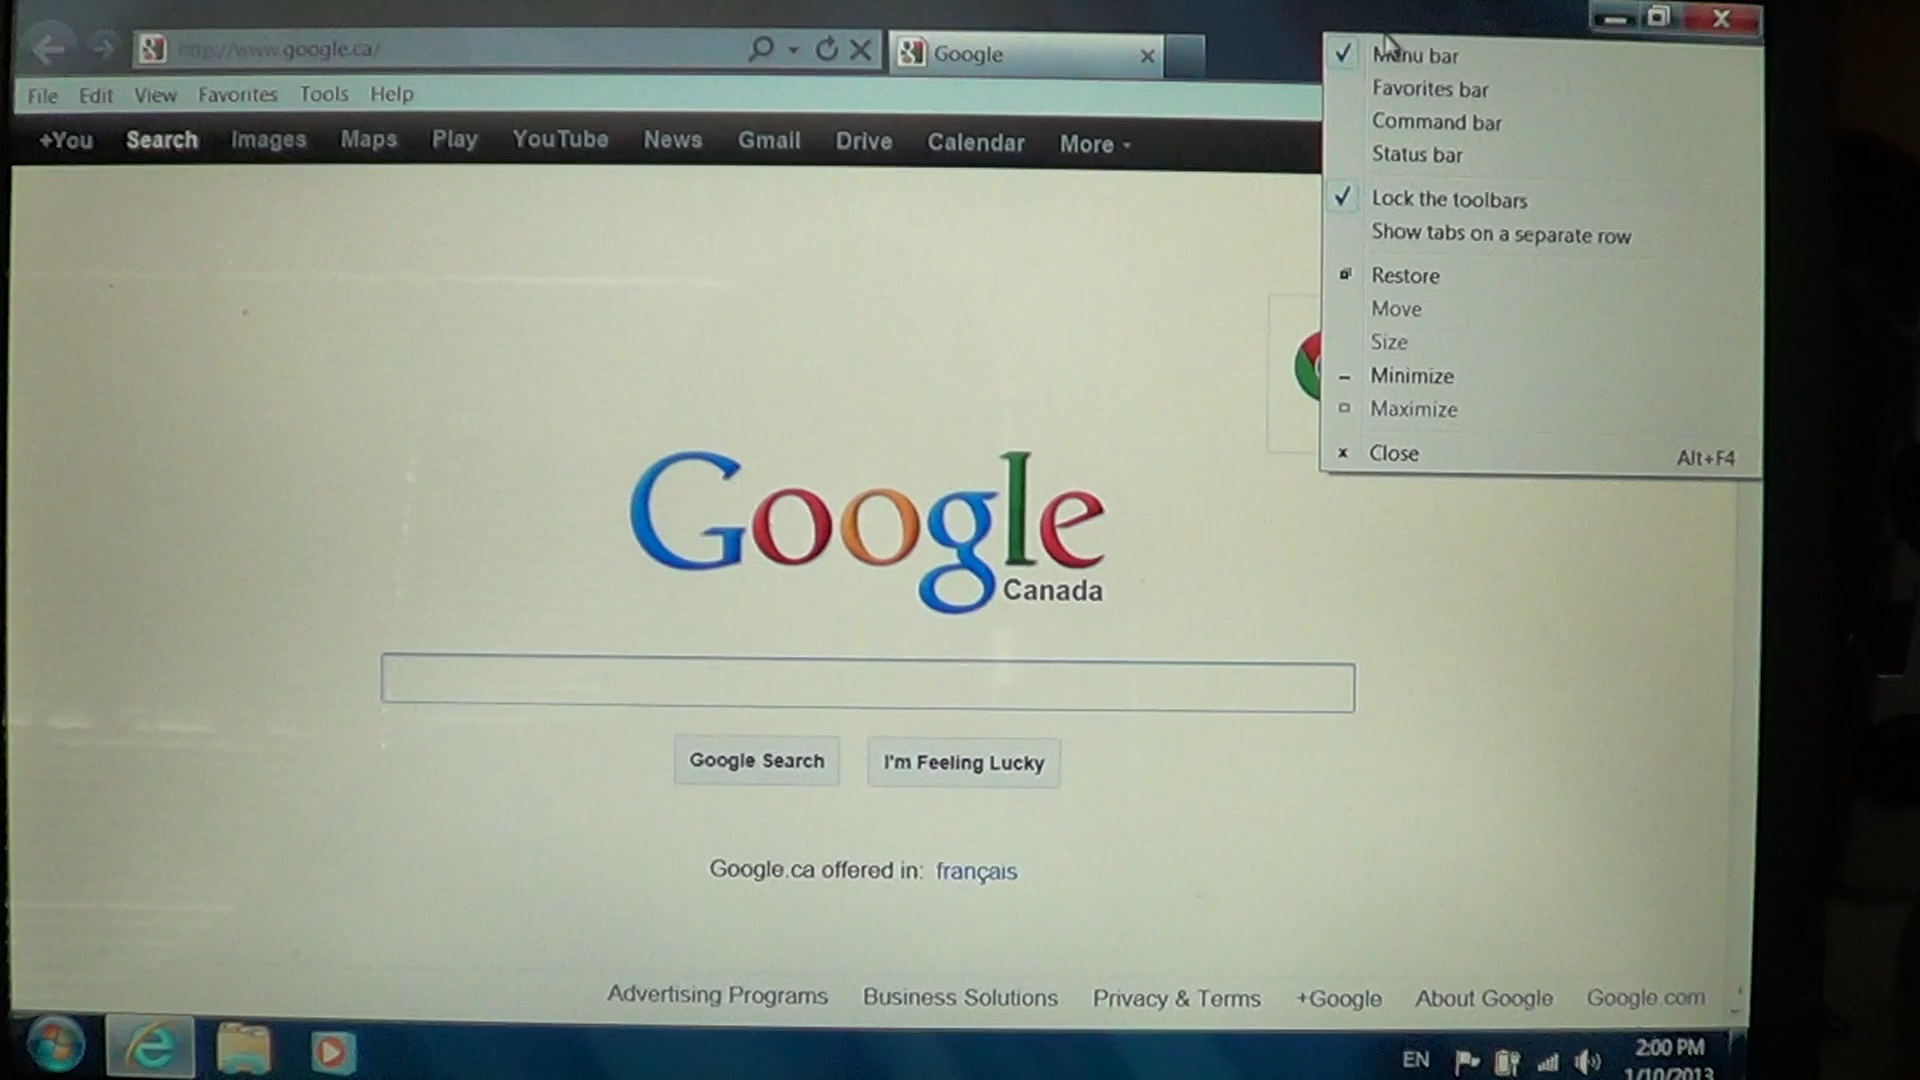 http://www.google.ca/
Google
File Edit View Favorites Tools Help
+You Search Images Maps Play YouTube News Gmail Drive Calendar More
Menu bar
Favorites bar
Command bar
Status bar
Lock the toolbars
Show tabs on a separate row
Restore
Move
Size
Minimize
Maximize
Close Alt+F4
Google
Canada
Google Search I'm Feeling Lucky
Google.ca offered in: français
Advertising Programs Business Solutions Privacy & Terms +Google About Google Google.com
EN 2:00 PM
1/10/2013